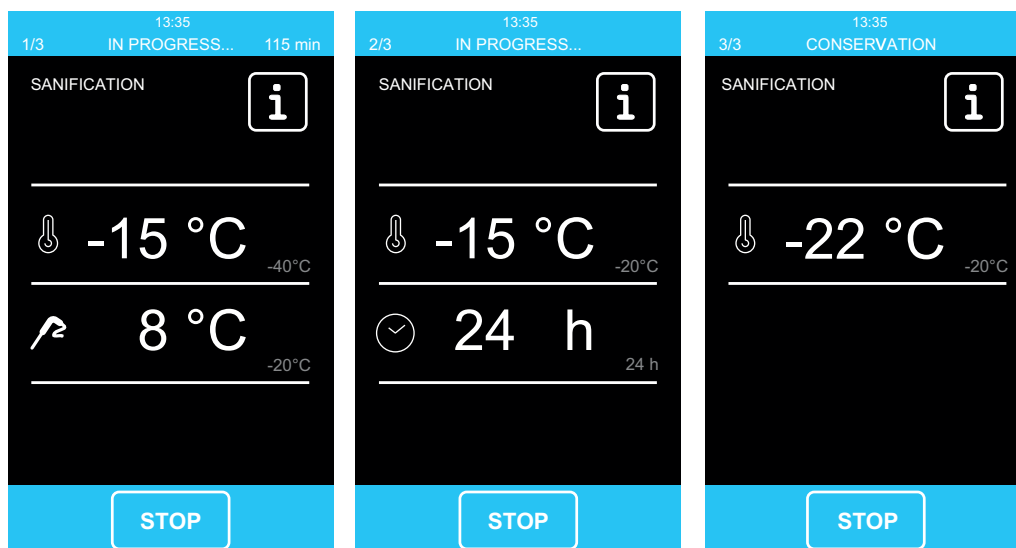 13:35
1/3 IN PROGRESS... 115 min
SANIFICATION
i
-15 °C
-40°C
8 °C
-20°C
STOP
13:35
2/3 IN PROGRESS...
SANIFICATION
i
-15 °C
-20°C
24 h
24 h
STOP
13:35
3/3 CONSERVATION
SANIFICATION
i
-22 °C
-20°C
STOP